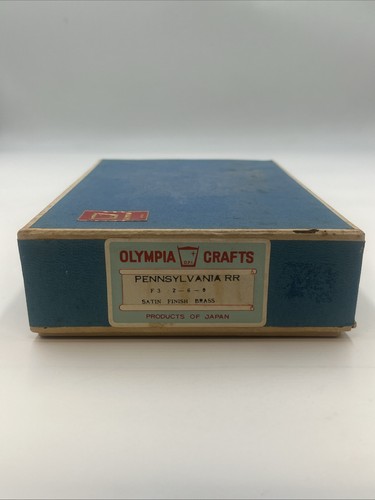 OLYMPIA CRAFTS
PENNSYLVANIA RR
F3 2-6-0
SATIN FINISH BRASS
PRODUCTS OF JAPAN